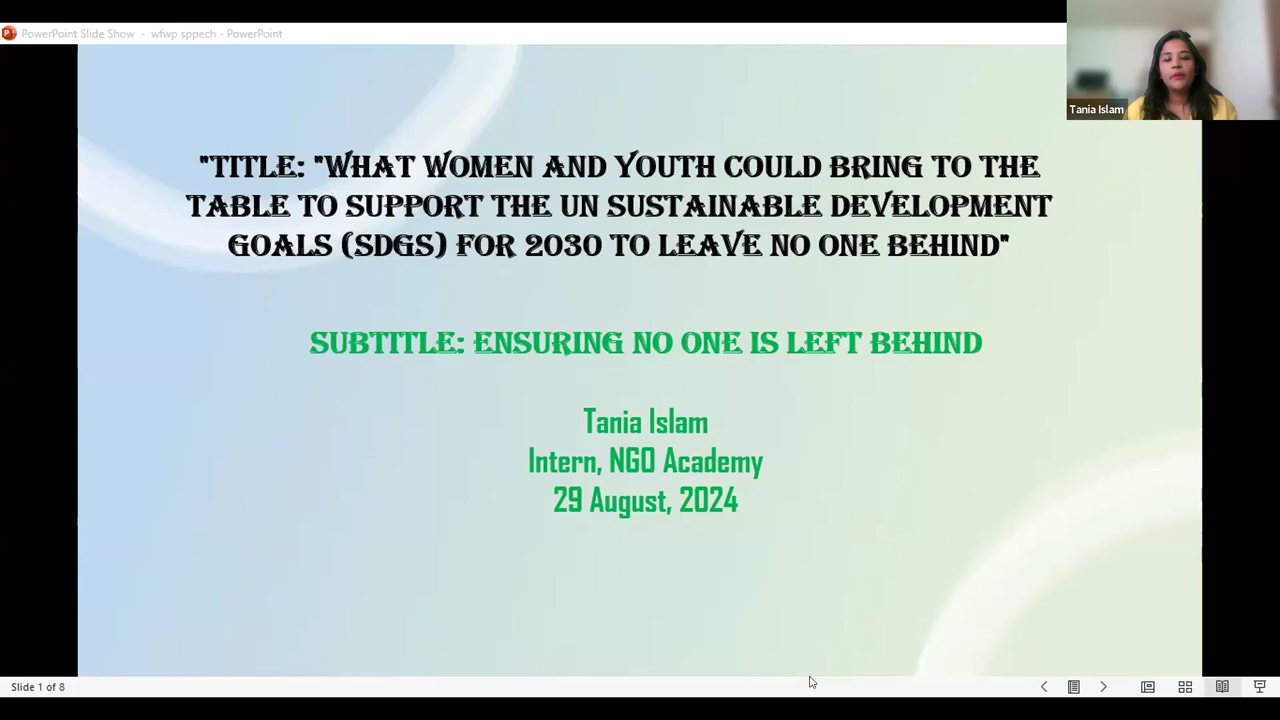 PowerPoint Slide Show - wfwp sppech - PowerPoint
Tania Islam
"TITLE: "WHAT WOMEN AND YOUTH COULD BRING TO THE
TABLE TO SUPPORT THE UN SUSTAINABLE DEVELOPMENT
GOALS (SDGS) FOR 2030 TO LEAVE NO ONE BEHIND"
SUBTITLE: ENSURING NO ONE IS LEFT BEHIND
Tania Islam
Intern, NGO Academy
29 August, 2024
Slide 1 of 8